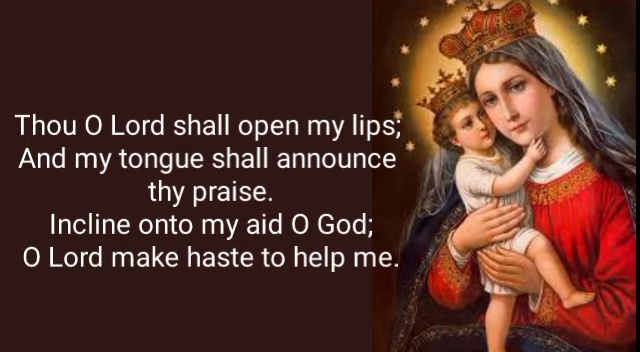 Thou O Lord shall open my lips;
And my tongue shall announce
thy praise.
Incline onto my aid O God;
O Lord make haste to help me.